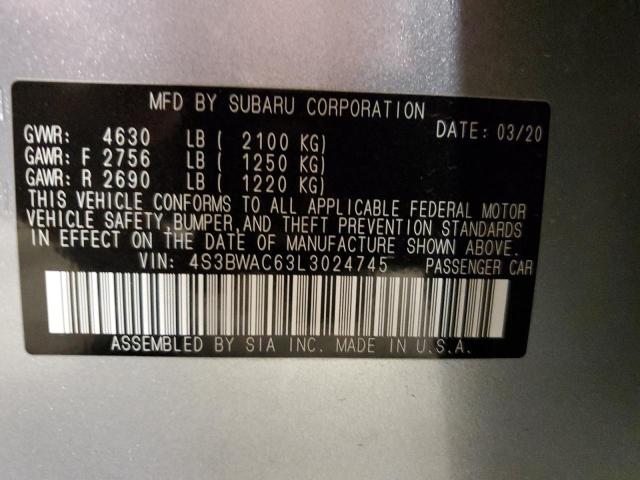 MFD BY SUBARU CORPORATION
GVWR: 4630 LB ( 2100 KG) DATE: 03/20
GAWR: F 2756 LB ( 1250 KG)
GAWR: R 2690 LB ( 1220 KG)
THIS VEHICLE CONFORMS TO ALL APPLICABLE FEDERAL MOTOR
VEHICLE SAFETY,BUMPER,AND THEFT PREVENTION STANDARDS
IN EFFECT ON THE DATE OF MANUFACTURE SHOWN ABOVE.
VIN: 4S3BWAC63L3024745 PASSENGER CAR
ASSEMBLED BY SIA INC. MADE IN U.S.A.